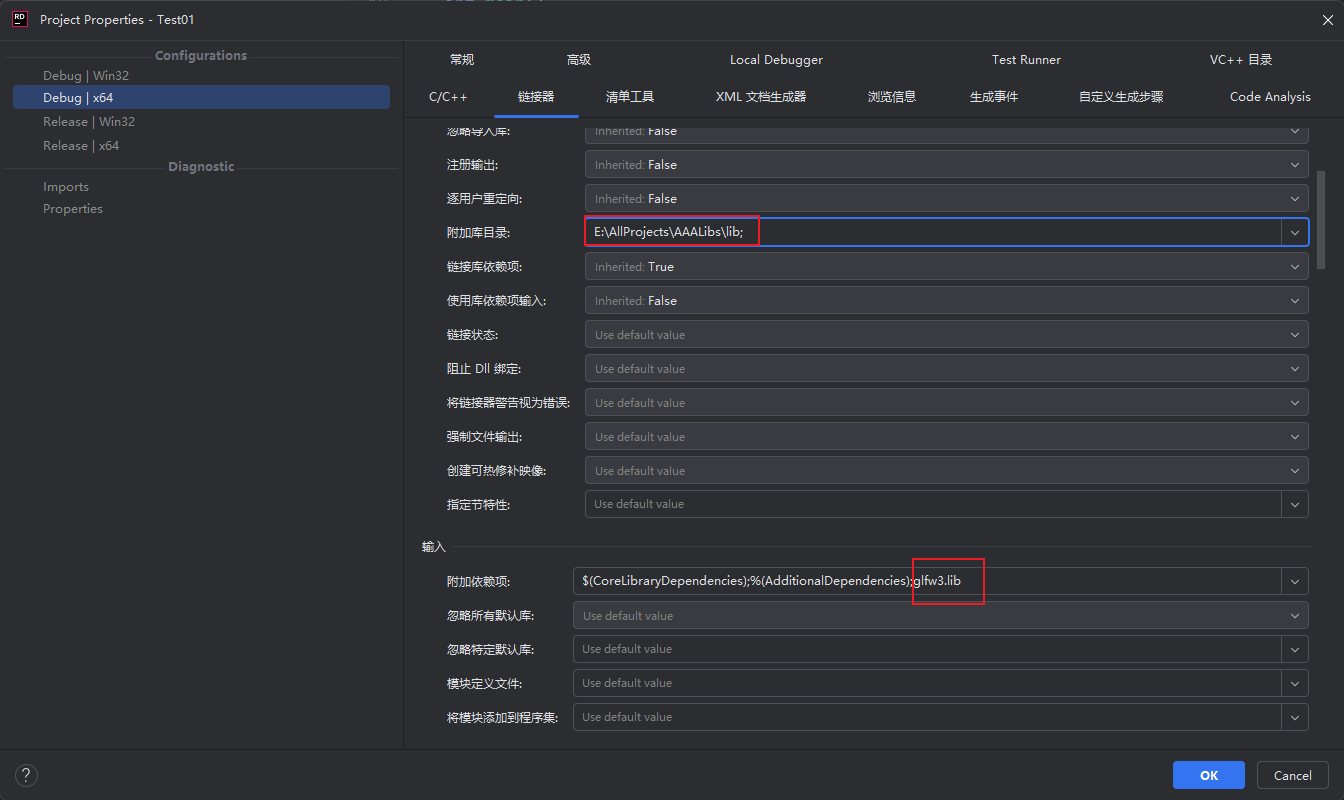 RD
Project Properties - Test01
Configurations
Debug | Win32
Debug | x64
Release | Win32
Release | x64
Diagnostic
Imports
Properties
常规 高级 Local Debugger Test Runner VC++ 目录
C/C++ 链接器 清单工具 XML 文档生成器 浏览信息 生成事件 自定义生成步骤 Code Analysis
忽略导入库: Inherited: False
注册输出: Inherited: False
逐用户重定向: Inherited: False
附加库目录: E:\AllProjects\AAALibs\lib;
链接库依赖项: Inherited: True
使用库依赖项输入: Inherited: False
链接状态: Use default value
阻止 Dll 绑定: Use default value
将链接器警告视为错误: Use default value
强制文件输出: Use default value
创建可热修补映像: Use default value
指定节特性: Use default value
输入
附加依赖项: $(CoreLibraryDependencies);%(AdditionalDependencies);glfw3.lib
忽略所有默认库: Use default value
忽略特定默认库: Use default value
模块定义文件: Use default value
将模块添加到程序集: Use default value
?
OK
Cancel